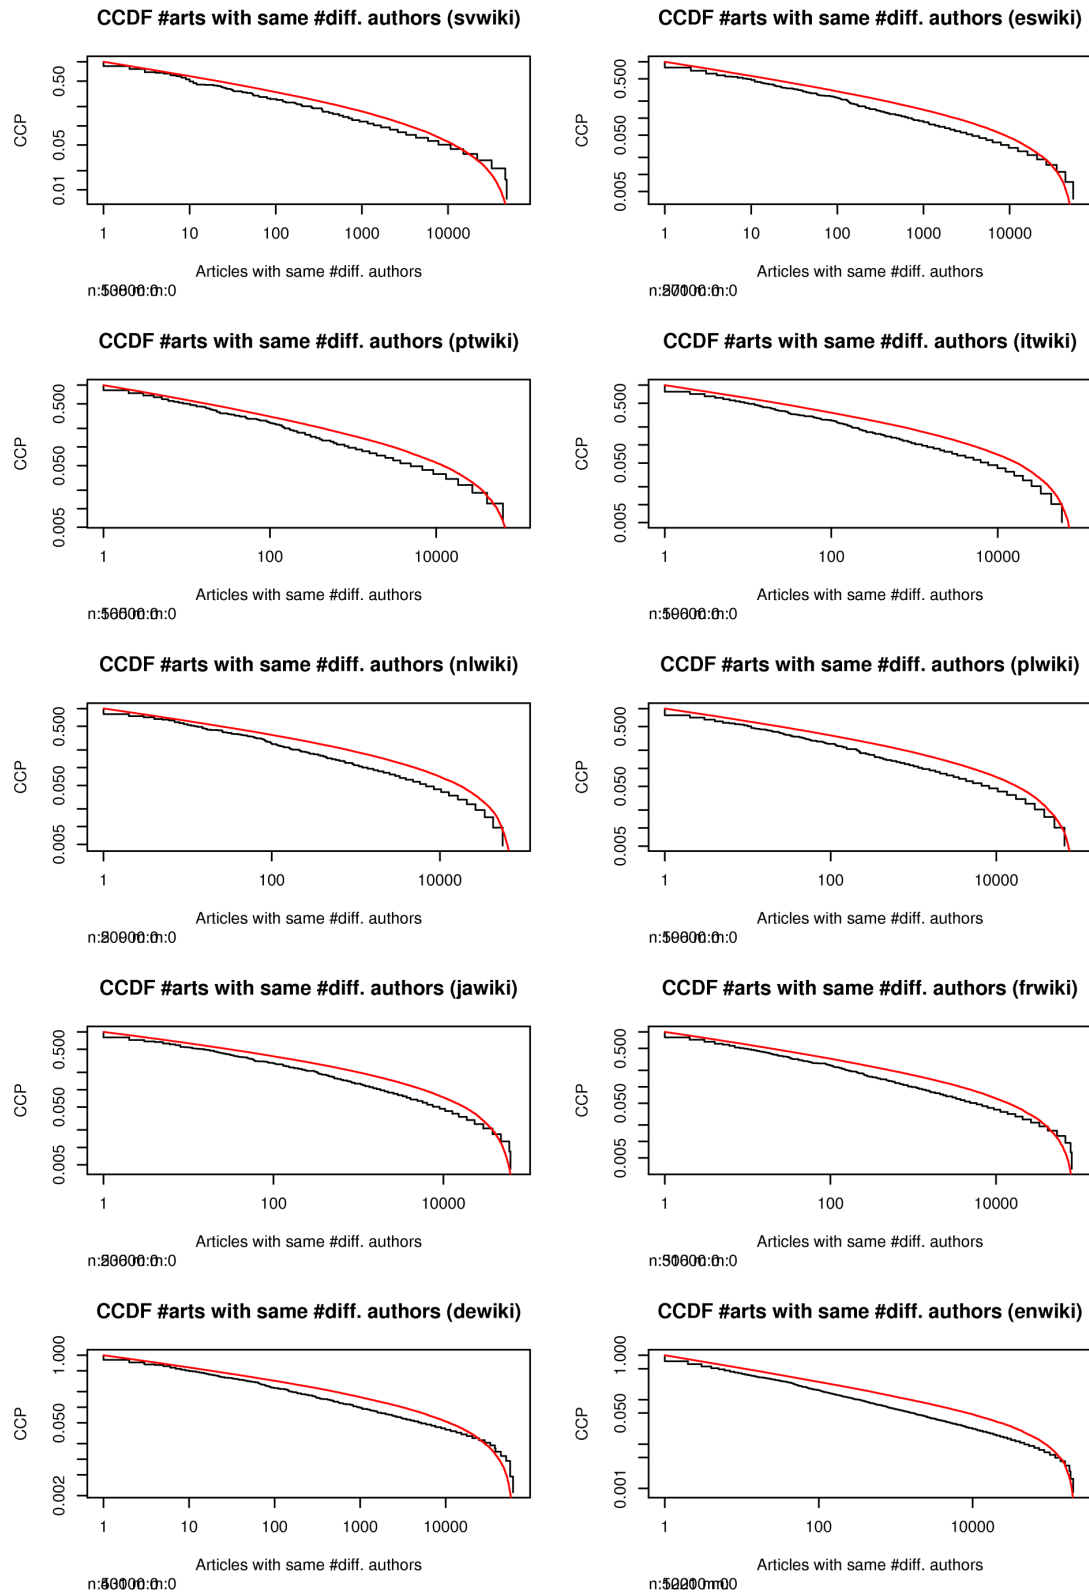 CCDF #arts with same #diff. authors (svwiki)
CCP
0.50
0.05
0.01
1 10 100 1000 10000
Articles with same #diff. authors
CCDF #arts with same #diff. authors (eswiki)
CCP
0.500
0.050
0.005
1 10 100 1000 10000
Articles with same #diff. authors
CCDF #arts with same #diff. authors (ptwiki)
CCP
0.500
0.050
0.005
1 100 10000
Articles with same #diff. authors
CCDF #arts with same #diff. authors (itwiki)
CCP
0.500
0.050
0.005
1 100 10000
Articles with same #diff. authors
CCDF #arts with same #diff. authors (nlwiki)
CCP
0.500
0.050
0.005
1 100 10000
Articles with same #diff. authors
CCDF #arts with same #diff. authors (plwiki)
CCP
0.500
0.050
0.005
1 100 10000
Articles with same #diff. authors
CCDF #arts with same #diff. authors (jawiki)
CCP
0.500
0.050
0.005
1 100 10000
Articles with same #diff. authors
CCDF #arts with same #diff. authors (frwiki)
CCP
0.500
0.050
0.005
1 100 10000
Articles with same #diff. authors
CCDF #arts with same #diff. authors (dewiki)
CCP
1.000
0.050
0.002
1 10 100 1000 10000
Articles with same #diff. authors
CCDF #arts with same #diff. authors (enwiki)
CCP
1.000
0.050
0.001
1 100 10000
Articles with same #diff. authors